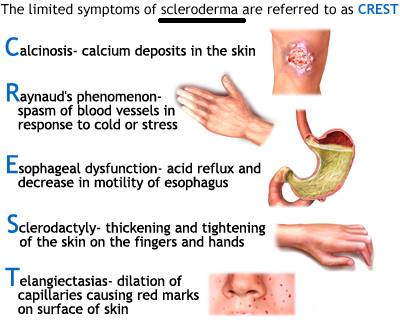 The limited symptoms of scleroderma are referred to as CREST
Calcinosis- calcium deposits in the skin
Raynaud's phenomenon-
spasm of blood vessels in
response to cold or stress
Esophageal dysfunction- acid reflux and
decrease in motility of esophagus
Sclerodactyly- thickening and tightening
of the skin on the fingers and hands
Telangiectasias- dilation of
capillaries causing red marks
on surface of skin